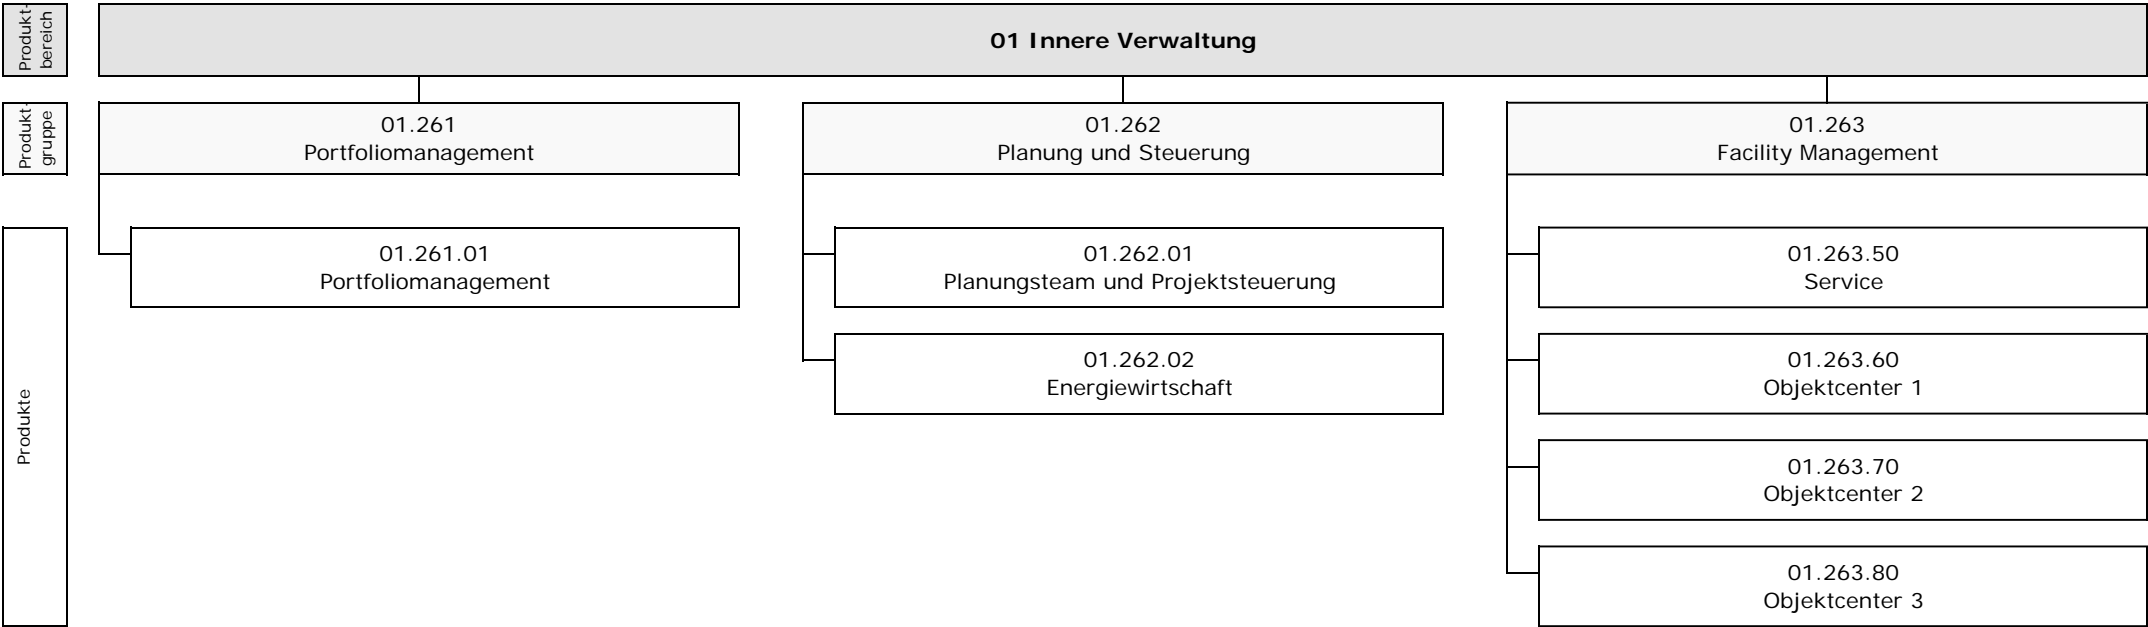 Produkt-
bereich
01 Innere Verwaltung
Produkt-
gruppe
01.261
Portfoliomanagement
01.262
Planung und Steuerung
01.263
Facility Management
Produkte
01.261.01
Portfoliomanagement
01.262.01
Planungsteam und Projektsteuerung
01.263.50
Service
01.262.02
Energiewirtschaft
01.263.60
Objektcenter 1
01.263.70
Objektcenter 2
01.263.80
Objektcenter 3